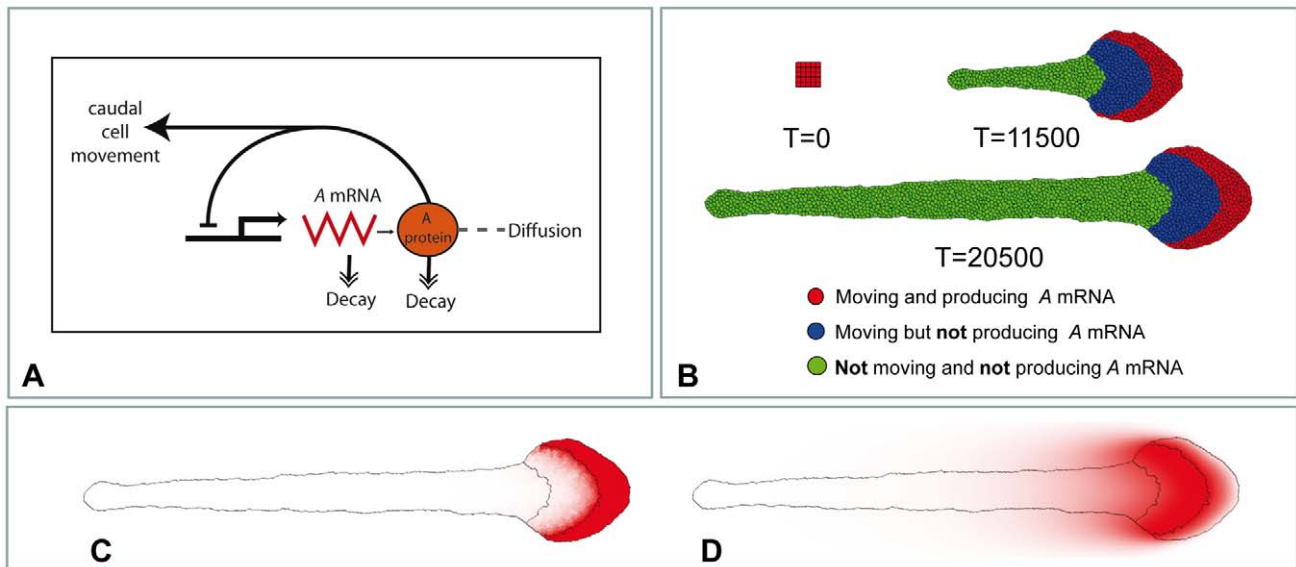 caudal
cell
movement
A mRNA
A
protein
Diffusion
Decay
Decay
A
T=0
T=11500
T=20500
Moving and producing A mRNA
Moving but not producing A mRNA
Not moving and not producing A mRNA
B
C
D